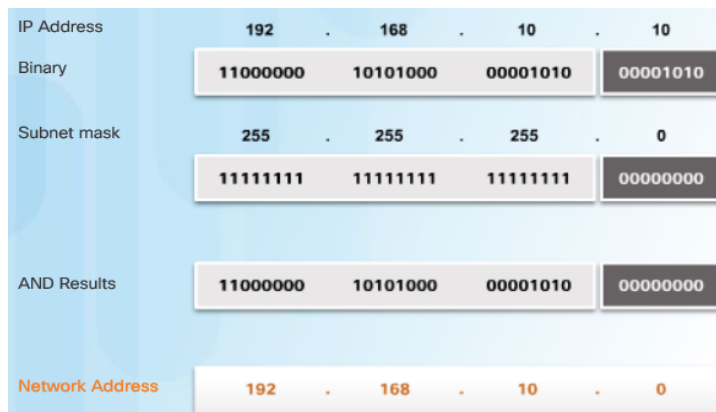 IP Address 192 . 168 . 10 . 10
Binary 11000000 10101000 00001010 00001010
Subnet mask 255 . 255 . 255 . 0
11111111 11111111 11111111 00000000
AND Results 11000000 10101000 00001010 00000000
Network Address 192 . 168 . 10 . 0